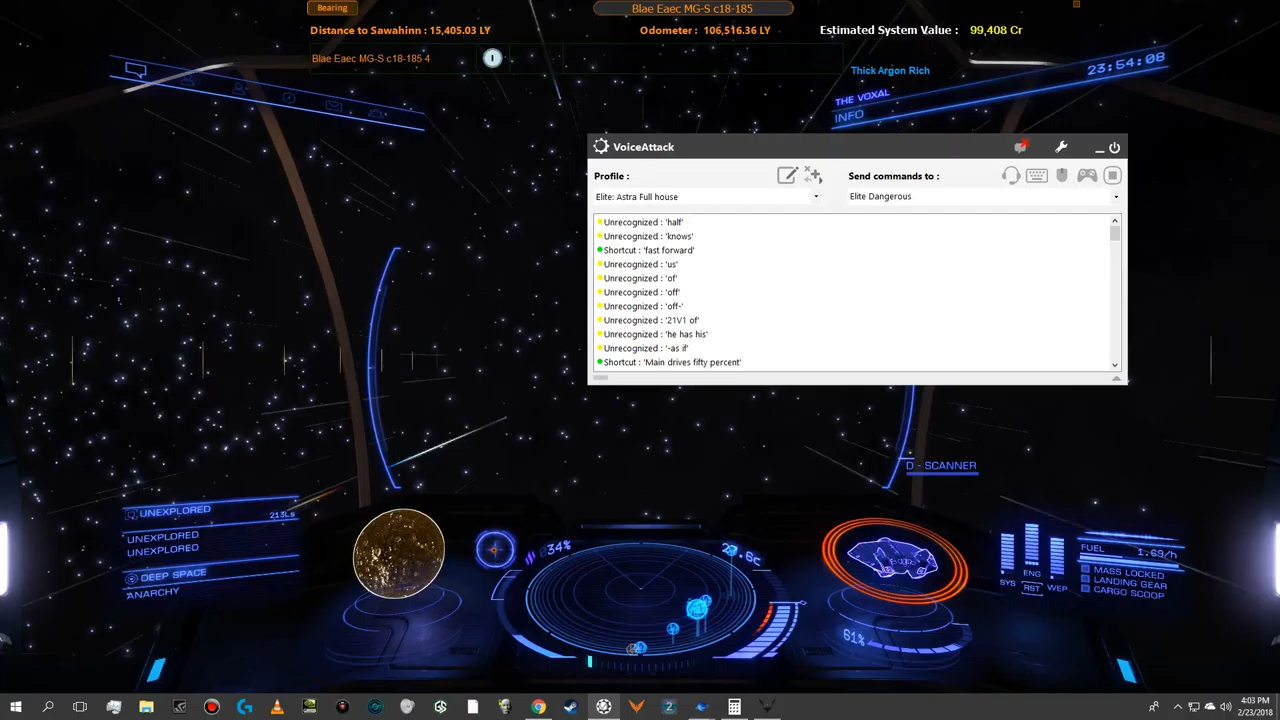 Bearing
Blae Eaec MG-S c18-185
Distance to Sawahinn : 15,405.03 LY
Odometer : 106,516.36 LY
Estimated System Value : 99,408 Cr
Blae Eaec MG-S c18-185 4
Thick Argon Rich
23:54:08
THE VOXAL
INFO
VoiceAttack
Profile :
Send commands to :
Elite: Astra Full house
Elite Dangerous
Unrecognized : 'half'
Unrecognized : 'knows'
Shortcut : 'fast forward'
Unrecognized : 'us'
Unrecognized : 'of'
Unrecognized : 'off'
Unrecognized : 'off-'
Unrecognized : '21V1 of'
Unrecognized : 'he has his'
Unrecognized : '-as if'
Shortcut : 'Main drives fifty percent'
D - SCANNER
UNEXPLORED
213Ls
UNEXPLORED
UNEXPLORED
DEEP SPACE
ANARCHY
34%
SYS
ENG
WEP
RST
FUEL
1.69/h
MASS LOCKED
LANDING GEAR
CARGO SCOOP
61%
4:03 PM
2/23/2018